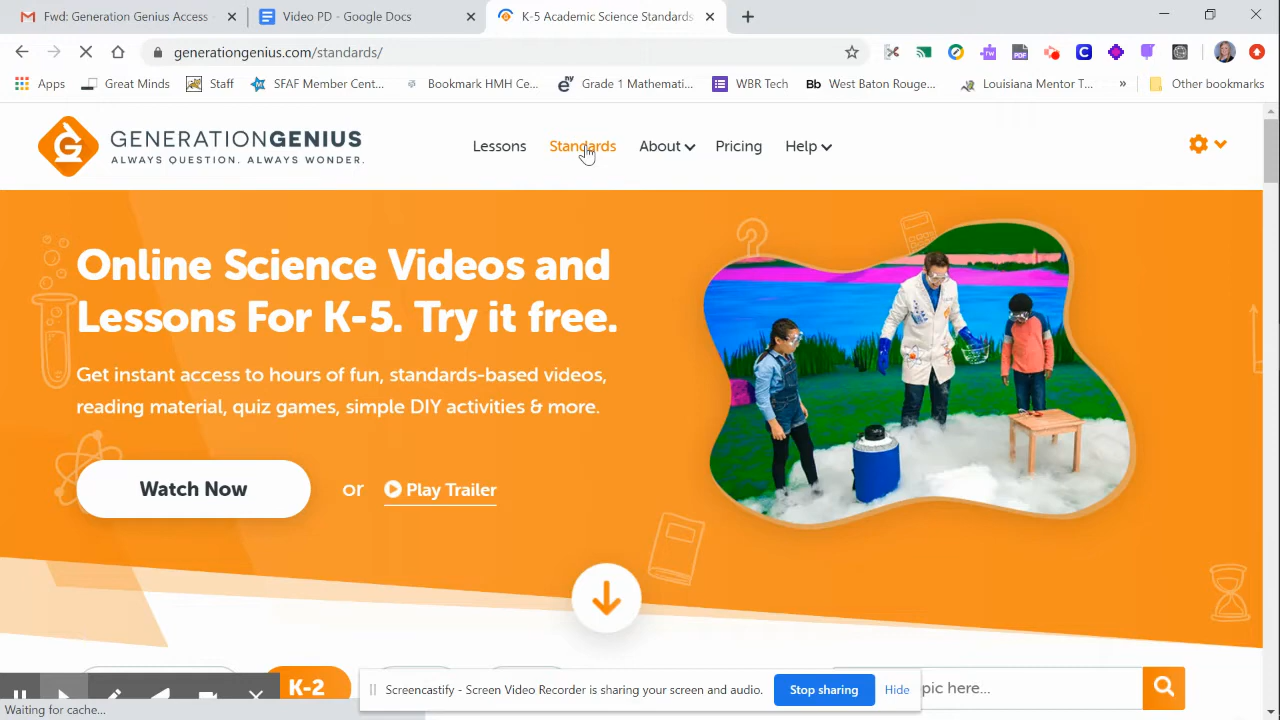 Fwd: Generation Genius Access -
Video PD - Google Docs
K-5 Academic Science Standards
generationgenius.com/standards/
Apps
Great Minds
Staff
SFAF Member Cent...
Bookmark HMH Ce...
Grade 1 Mathemati...
WBR Tech
Bb West Baton Rouge...
Louisiana Mentor T...
»
Other bookmarks
GENERATIONGENIUS
ALWAYS QUESTION. ALWAYS WONDER.
Lessons
Standards
About
Pricing
Help
Online Science Videos and
Lessons For K-5. Try it free.
Get instant access to hours of fun, standards-based videos,
reading material, quiz games, simple DIY activities & more.
Watch Now
or
Play Trailer
K-2
pic here...
Screencastify - Screen Video Recorder is sharing your screen and audio.
Stop sharing
Hide
Waiting for cache...